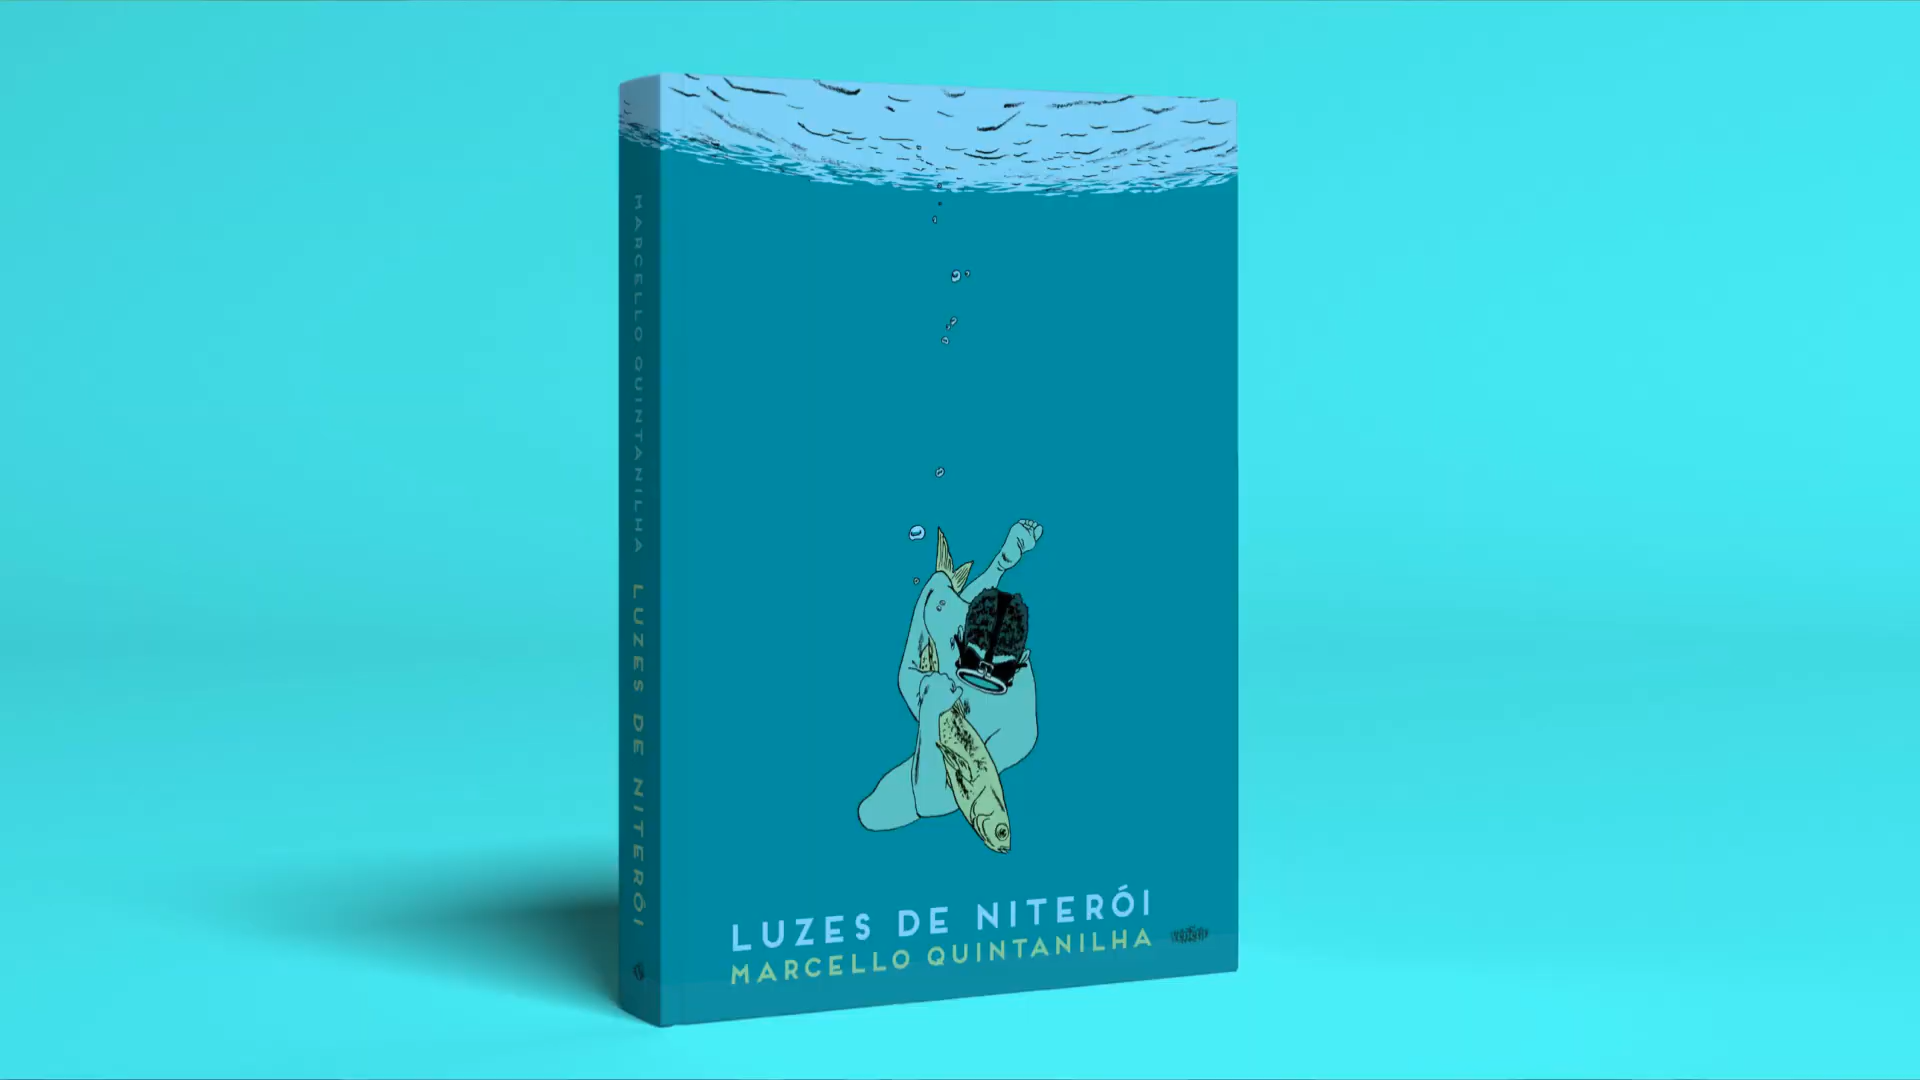 MARCELLO QUINTANILHA LUZES DE NITERÓI
LUZES DE NITERÓI
MARCELLO QUINTANILHA